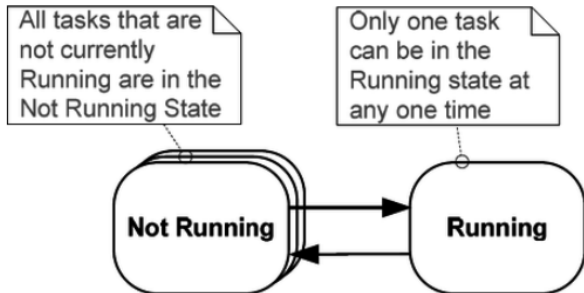 All tasks that are
not currently
Running are in the
Not Running State
Only one task
can be in the
Running state at
any one time
Not Running
Running